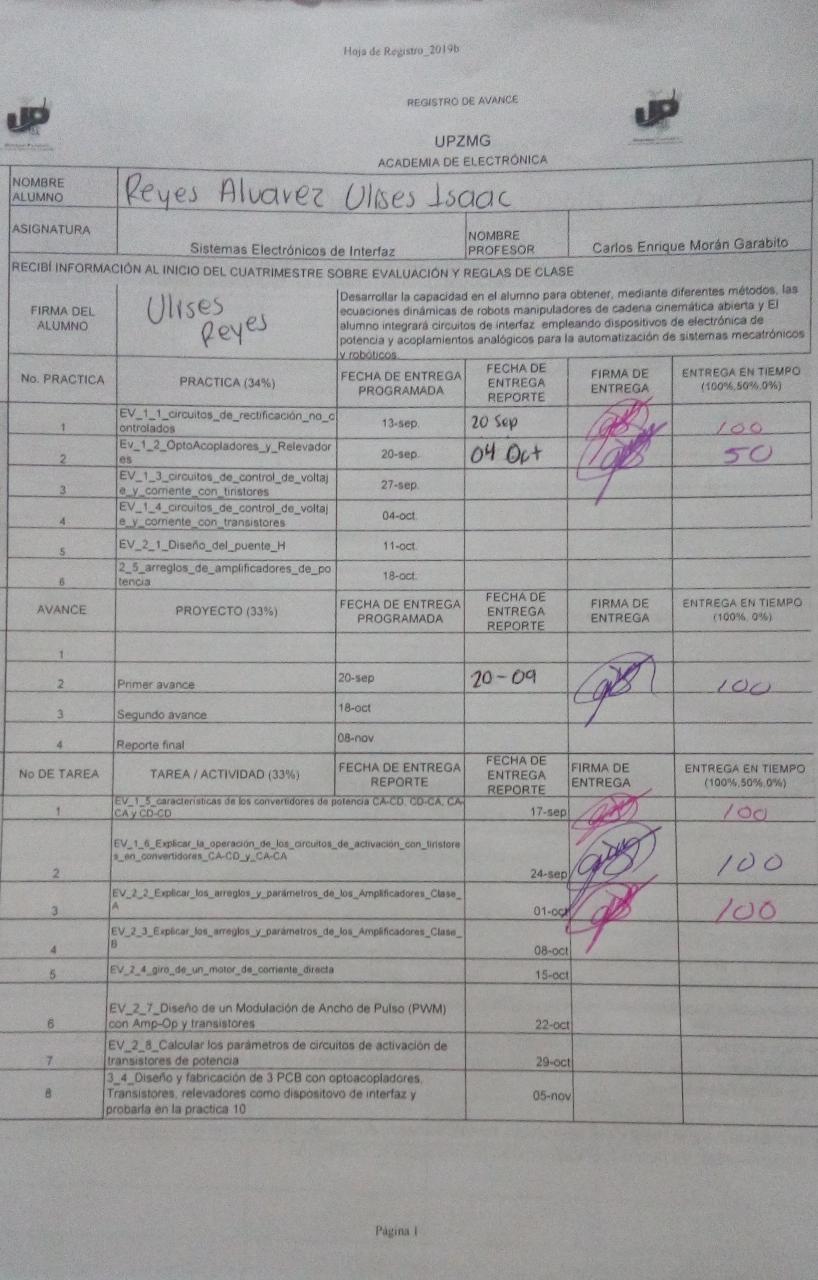 Hoja de Registro_2019b
REGISTRO DE AVANCE
UP
UP
UPZMG
ACADEMIA DE ELECTRÓNICA
NOMBRE ALUMNO Reyes Alvarez Ulises Isaac
ASIGNATURA Sistemas Electrónicos de Interfaz NOMBRE PROFESOR Carlos Enrique Morán Garabito
RECIBÍ INFORMACIÓN AL INICIO DEL CUATRIMESTRE SOBRE EVALUACIÓN Y REGLAS DE CLASE
FIRMA DEL ALUMNO
Ulises
Reyes
Desarrollar la capacidad en el alumno para obtener, mediante diferentes métodos, las
ecuaciones dinámicas de robots manipuladores de cadena cinemática abierta y El
alumno integrará circuitos de interfaz empleando dispositivos de electrónica de
potencia y acoplamientos analógicos para la automatización de sistemas mecatrónicos
y robóticos.
No. PRACTICA PRACTICA (34%) FECHA DE ENTREGA PROGRAMADA FECHA DE ENTREGA REPORTE FIRMA DE ENTREGA ENTREGA EN TIEMPO (100%,50%,0%)
1 EV_1_1_circuitos_de_rectificación_no_controlados 13-sep. 20 Sep 100
2 Ev_1_2_OptoAcopladores_y_Relevadores 20-sep. 04 Oct 50
3 EV_1_3_circuitos_de_control_de_voltaje_y_corriente_con_tiristores 27-sep.
4 EV_1_4_circuitos_de_control_de_voltaje_y_corriente_con_transistores 04-oct.
5 EV_2_1_Diseño_del_puente_H 11-oct.
6 2_5_arreglos_de_amplificadores_de_potencia 18-oct.
AVANCE PROYECTO (33%) FECHA DE ENTREGA PROGRAMADA FECHA DE ENTREGA REPORTE FIRMA DE ENTREGA ENTREGA EN TIEMPO (100%, 0%)
1
2 Primer avance 20-sep 20-09 100
3 Segundo avance 18-oct
4 Reporte final 08-nov
No DE TAREA TAREA / ACTIVIDAD (33%) FECHA DE ENTREGA REPORTE FECHA DE ENTREGA REPORTE FIRMA DE ENTREGA ENTREGA EN TIEMPO (100%,50%,0%)
1 EV_1_5_características de los convertidores de potencia CA-CD, CD-CA, CA-CA y CD-CD 17-sep 100
2 EV_1_6_Explicar_la_operación_de_los_circuitos_de_activación_con_tiristores_en_convertidores_CA-CD_y_CA-CA 24-sep 100
3 EV_2_2_Explicar_los_arreglos_y_parámetros_de_los_Amplificadores_Clase_A 01-oct 100
4 EV_2_3_Explicar_los_arreglos_y_parámetros_de_los_Amplificadores_Clase_B 08-oct
5 EV_2_4_giro_de_un_motor_de_corriente_directa 15-oct
6 EV_2_7_Diseño de un Modulación de Ancho de Pulso (PWM) con Amp-Op y transistores 22-oct
7 EV_2_8_Calcular los parámetros de circuitos de activación de transistores de potencia 29-oct
8 3_4_Diseño y fabricación de 3 PCB con optoacopladores, Transistores, relevadores como dispositovo de interfaz y probarla en la practica 10 05-nov
Página 1